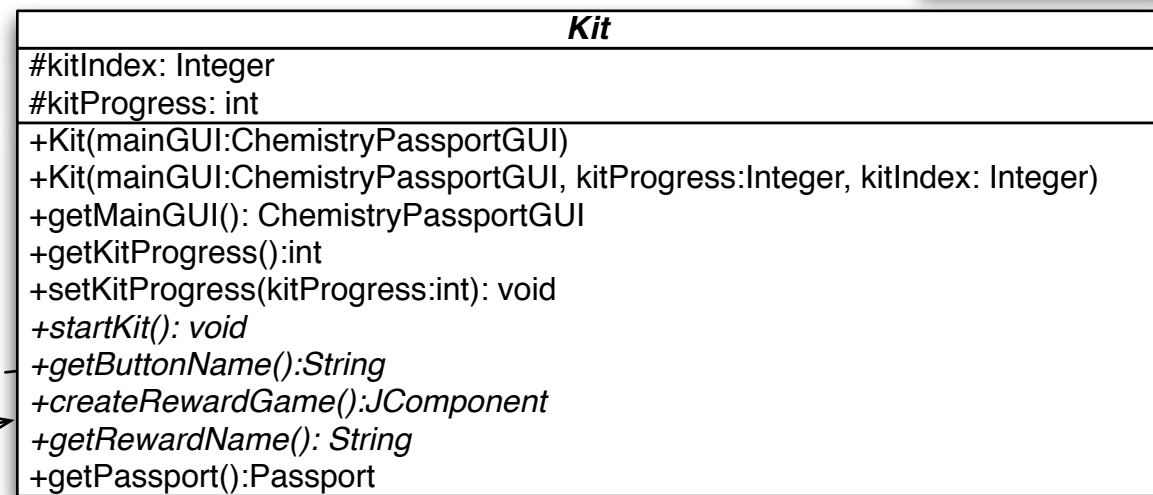 Kit
#kitIndex: Integer
#kitProgress: int
+Kit(mainGUI:ChemistryPassportGUI)
+Kit(mainGUI:ChemistryPassportGUI, kitProgress:Integer, kitIndex: Integer)
+getMainGUI(): ChemistryPassportGUI
+getKitProgress():int
+setKitProgress(kitProgress:int): void
+startKit(): void
+getButtonName():String
+createRewardGame():JComponent
+getRewardName(): String
+getPassport():Passport